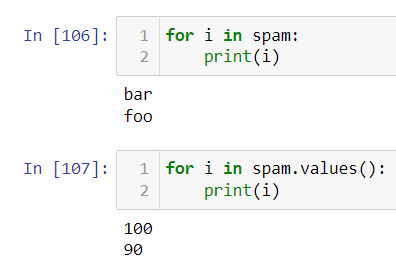 In [106]: 1 for i in spam:
2     print(i)
bar
foo
In [107]: 1 for i in spam.values():
2     print(i)
100
90